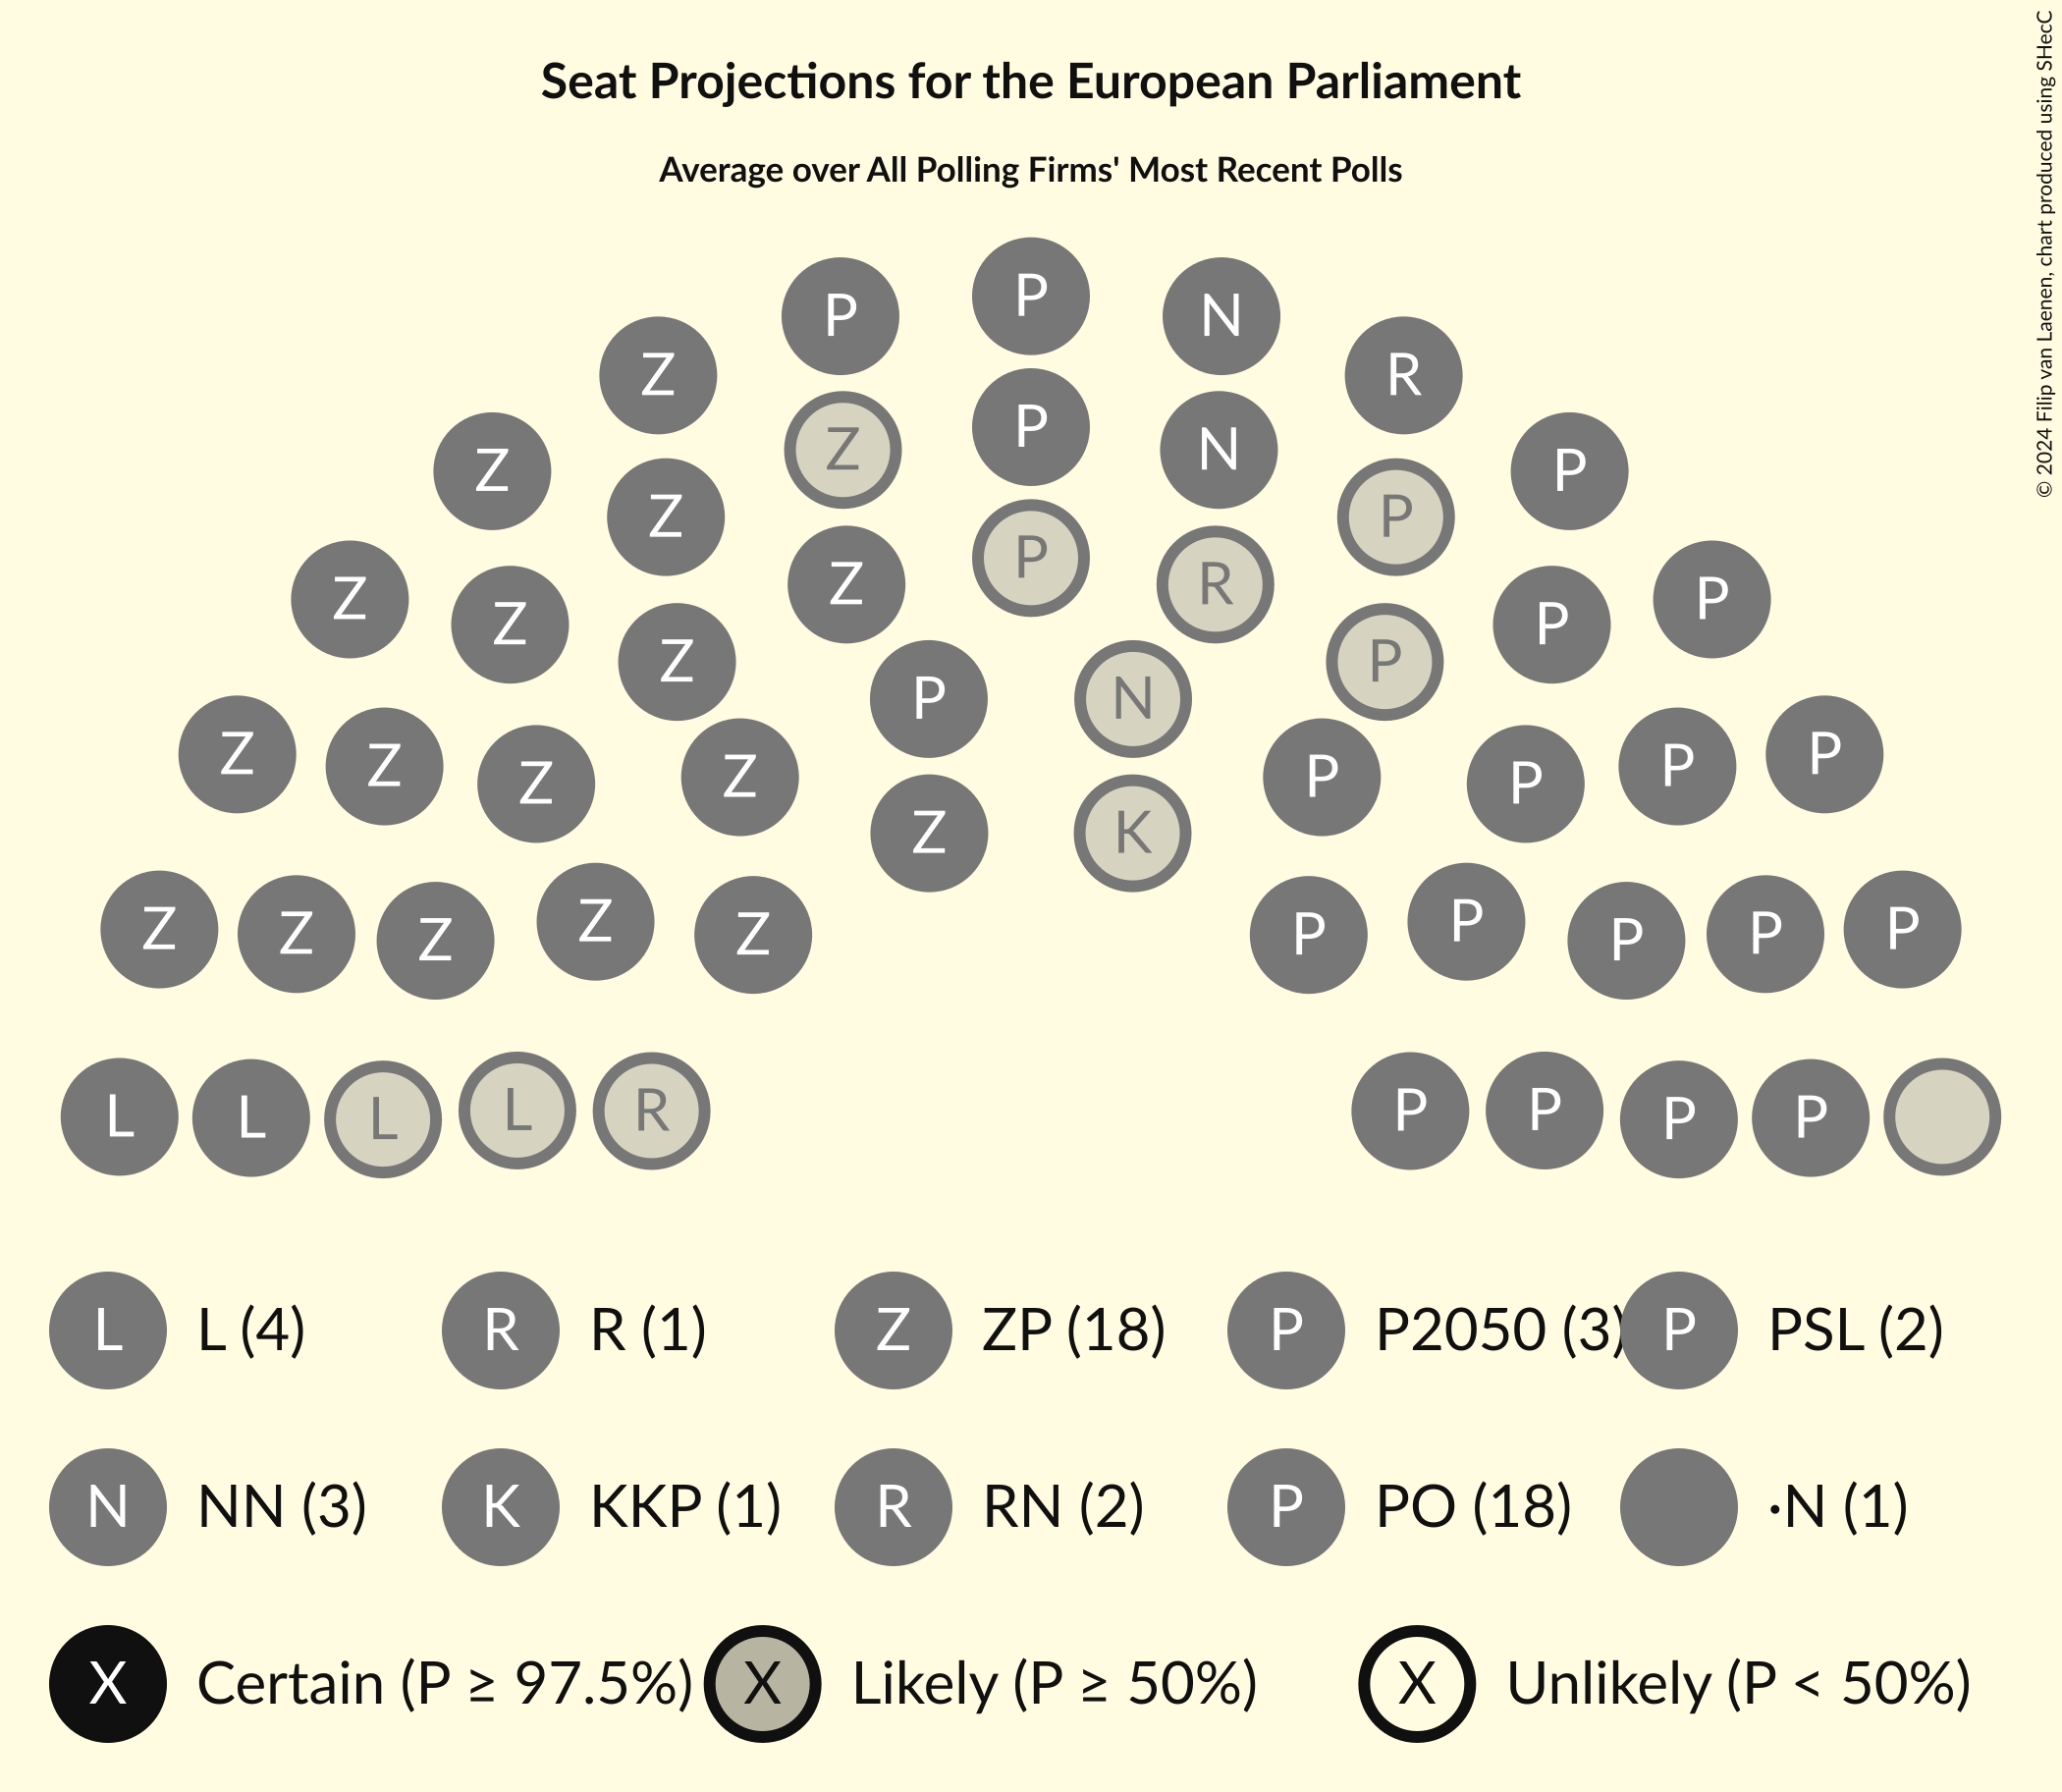 Seat Projections for the European Parliament
Average over All Polling Firms' Most Recent Polls
© 2024 Filip van Laenen, chart produced using SHecC
P
P N
P R
Z P N
Z Z P P
Z P R
Z Z P P
Z Z P P
P N
Z Z Z Z P P P P
Z K
Z Z Z Z Z P P P P P
L L L L R P P P P
L L (4) R R (1) Z ZP (18) P P2050 (3) P PSL (2)
N NN (3) K KKP (1) R RN (2) P PO (18) ·N (1)
X Certain (P ≥ 97.5%) X Likely (P ≥ 50%) X Unlikely (P < 50%)